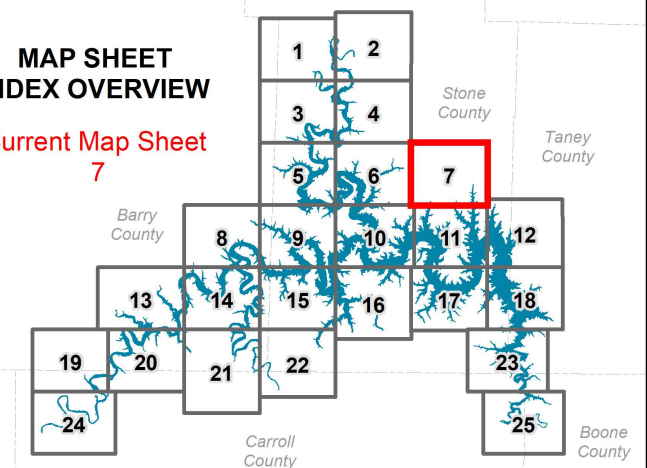 MAP SHEET
NDEX OVERVIEW
urrent Map Sheet
7
1
2
3
4
Stone
County
Taney
County
5
6
7
Barry
County
8
9
10
11
12
13
14
15
16
17
18
19
20
21
22
23
24
25
Carroll
County
Boone
County